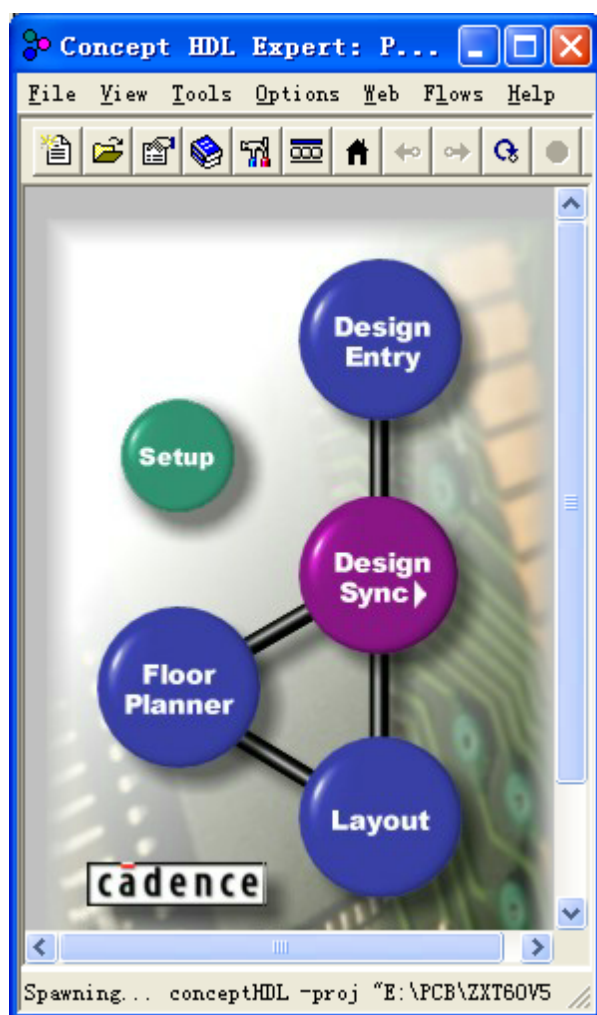 Concept HDL Expert: P...
File View Tools Options Web Flows Help
Design
Entry
Setup
Design
Sync
Floor
Planner
Layout
cādence
Spawning... conceptHDL -proj "E:\PCB\ZXT60V5